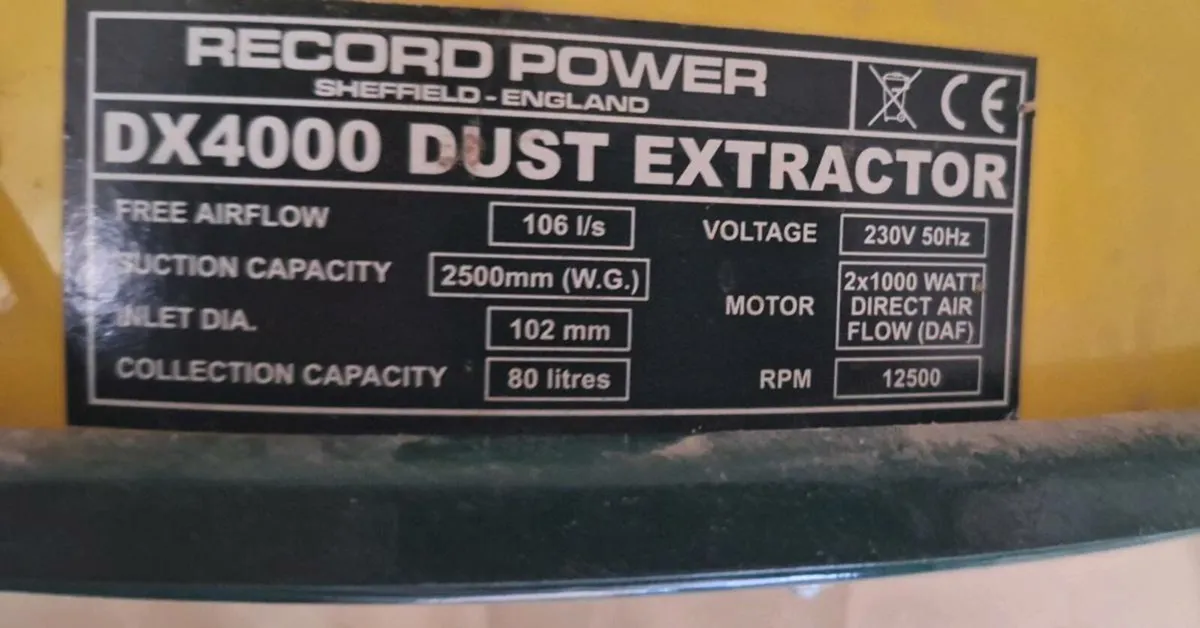 RECORD POWER
SHEFFIELD - ENGLAND
CE
DX4000 DUST EXTRACTOR
FREE AIRFLOW 106 l/s
SUCTION CAPACITY 2500mm (W.G.)
INLET DIA. 102 mm
COLLECTION CAPACITY 80 litres
VOLTAGE 230V 50Hz
MOTOR 2x1000 WATT
DIRECT AIR
FLOW (DAF)
RPM 12500